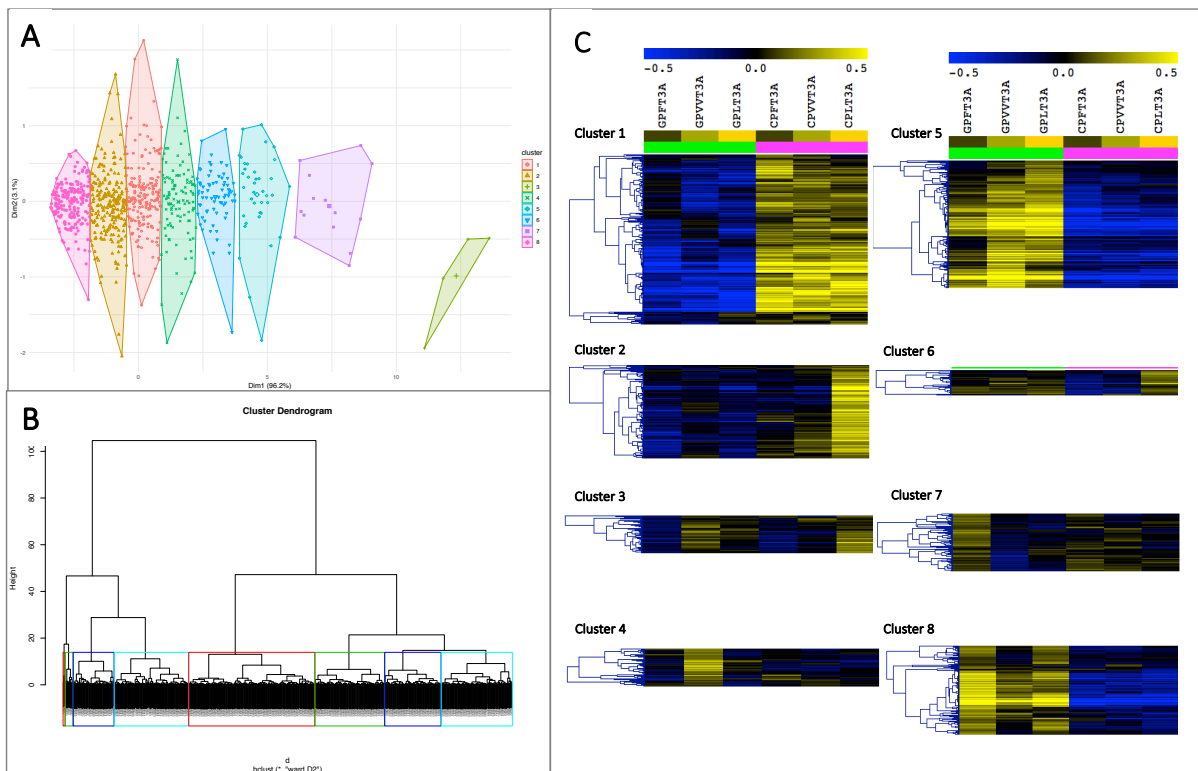 A
1
0
-1
-2
Dim2 (3.1%)
0
5
10
Dim1 (96.2%)
cluster
1
2
3
4
5
6
7
8
B
Cluster Dendrogram
Height
0
20
40
60
80
100
d
hclust (*, "ward.D2")
C
-0.5 0.0 0.5
GPFT3A GPVVT3A GPLT3A CPFT3A CPVVT3A CPLT3A
Cluster 1
Cluster 2
Cluster 3
Cluster 4
-0.5 0.0 0.5
GPFT3A GPVVT3A GPLT3A CPFT3A CPVVT3A CPLT3A
Cluster 5
Cluster 6
Cluster 7
Cluster 8